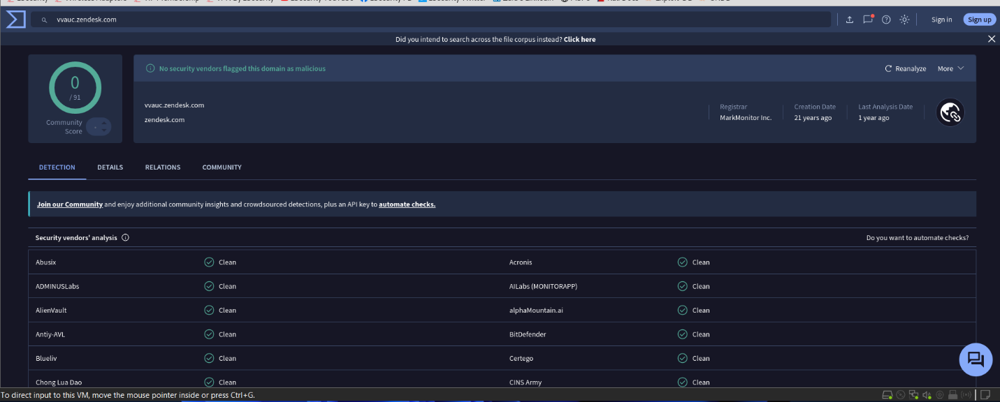 vvauc.zendesk.com
Sign in
Sign up
Did you intend to search across the file corpus instead? Click here
0
/ 91
Community
Score
No security vendors flagged this domain as malicious
Reanalyze
More
vvauc.zendesk.com
zendesk.com
Registrar
MarkMonitor Inc.
Creation Date
21 years ago
Last Analysis Date
1 year ago
DETECTION
DETAILS
RELATIONS
COMMUNITY
Join our Community and enjoy additional community insights and crowdsourced detections, plus an API key to automate checks.
Security vendors' analysis
Do you want to automate checks?
Abusix Clean Acronis Clean
ADMINUSLabs Clean AILabs (MONITORAPP) Clean
AlienVault Clean alphaMountain.ai Clean
Antiy-AVL Clean BitDefender Clean
Blueliv Clean Certego Clean
Chong Lua Dao Clean CINS Army Clean
To direct input to this VM, move the mouse pointer inside or press Ctrl+G.